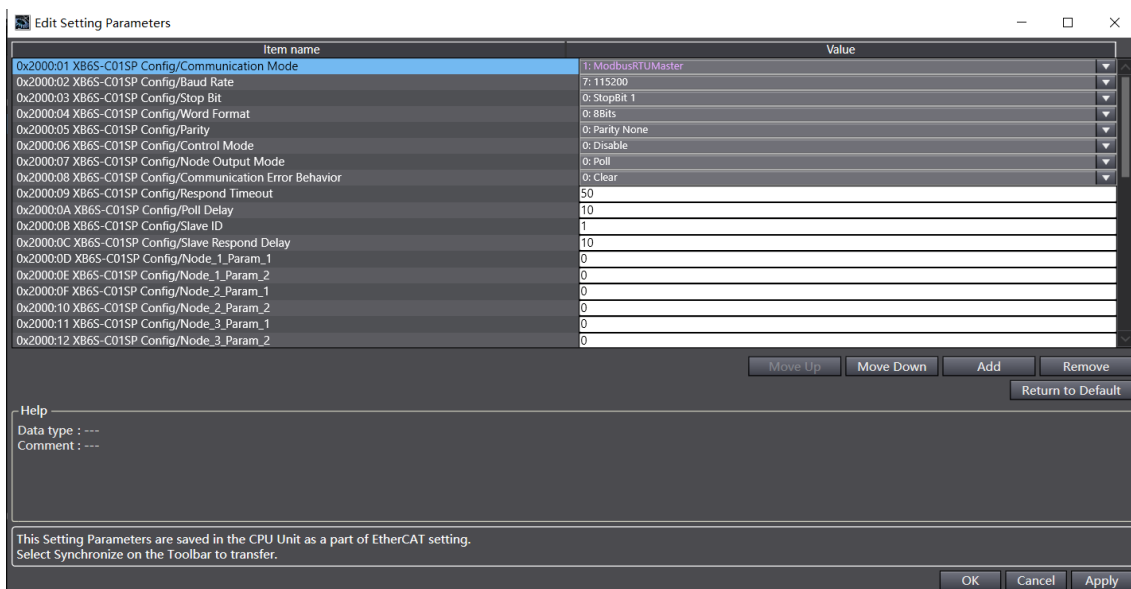 Edit Setting Parameters
Item name Value
0x2000:01 XB6S-C01SP Config/Communication Mode 1: ModbusRTUMaster
0x2000:02 XB6S-C01SP Config/Baud Rate 7: 115200
0x2000:03 XB6S-C01SP Config/Stop Bit 0: StopBit 1
0x2000:04 XB6S-C01SP Config/Word Format 0: 8Bits
0x2000:05 XB6S-C01SP Config/Parity 0: Parity None
0x2000:06 XB6S-C01SP Config/Control Mode 0: Disable
0x2000:07 XB6S-C01SP Config/Node Output Mode 0: Poll
0x2000:08 XB6S-C01SP Config/Communication Error Behavior 0: Clear
0x2000:09 XB6S-C01SP Config/Respond Timeout 50
0x2000:0A XB6S-C01SP Config/Poll Delay 10
0x2000:0B XB6S-C01SP Config/Slave ID 1
0x2000:0C XB6S-C01SP Config/Slave Respond Delay 10
0x2000:0D XB6S-C01SP Config/Node_1_Param_1 0
0x2000:0E XB6S-C01SP Config/Node_1_Param_2 0
0x2000:0F XB6S-C01SP Config/Node_2_Param_1 0
0x2000:10 XB6S-C01SP Config/Node_2_Param_2 0
0x2000:11 XB6S-C01SP Config/Node_3_Param_1 0
0x2000:12 XB6S-C01SP Config/Node_3_Param_2 0
Move Up Move Down Add Remove
Return to Default
Help
Data type : ---
Comment : ---
This Setting Parameters are saved in the CPU Unit as a part of EtherCAT setting.
Select Synchronize on the Toolbar to transfer.
OK Cancel Apply